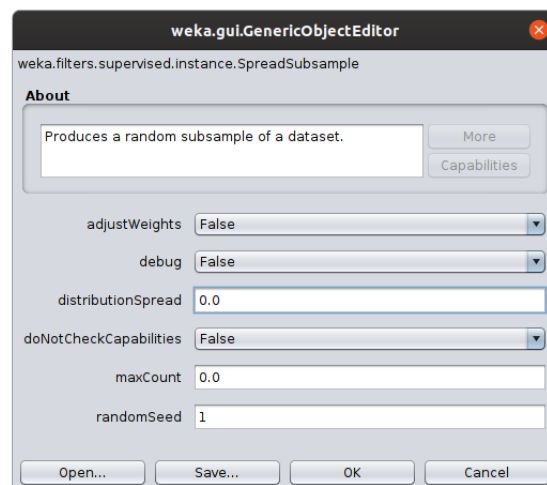 weka.gui.GenericObjectEditor
weka.filters.supervised.instance.SpreadSubsample
About
Produces a random subsample of a dataset.
More
Capabilities
adjustWeights False
debug False
distributionSpread 0.0
doNotCheckCapabilities False
maxCount 0.0
randomSeed 1
Open... Save... OK Cancel